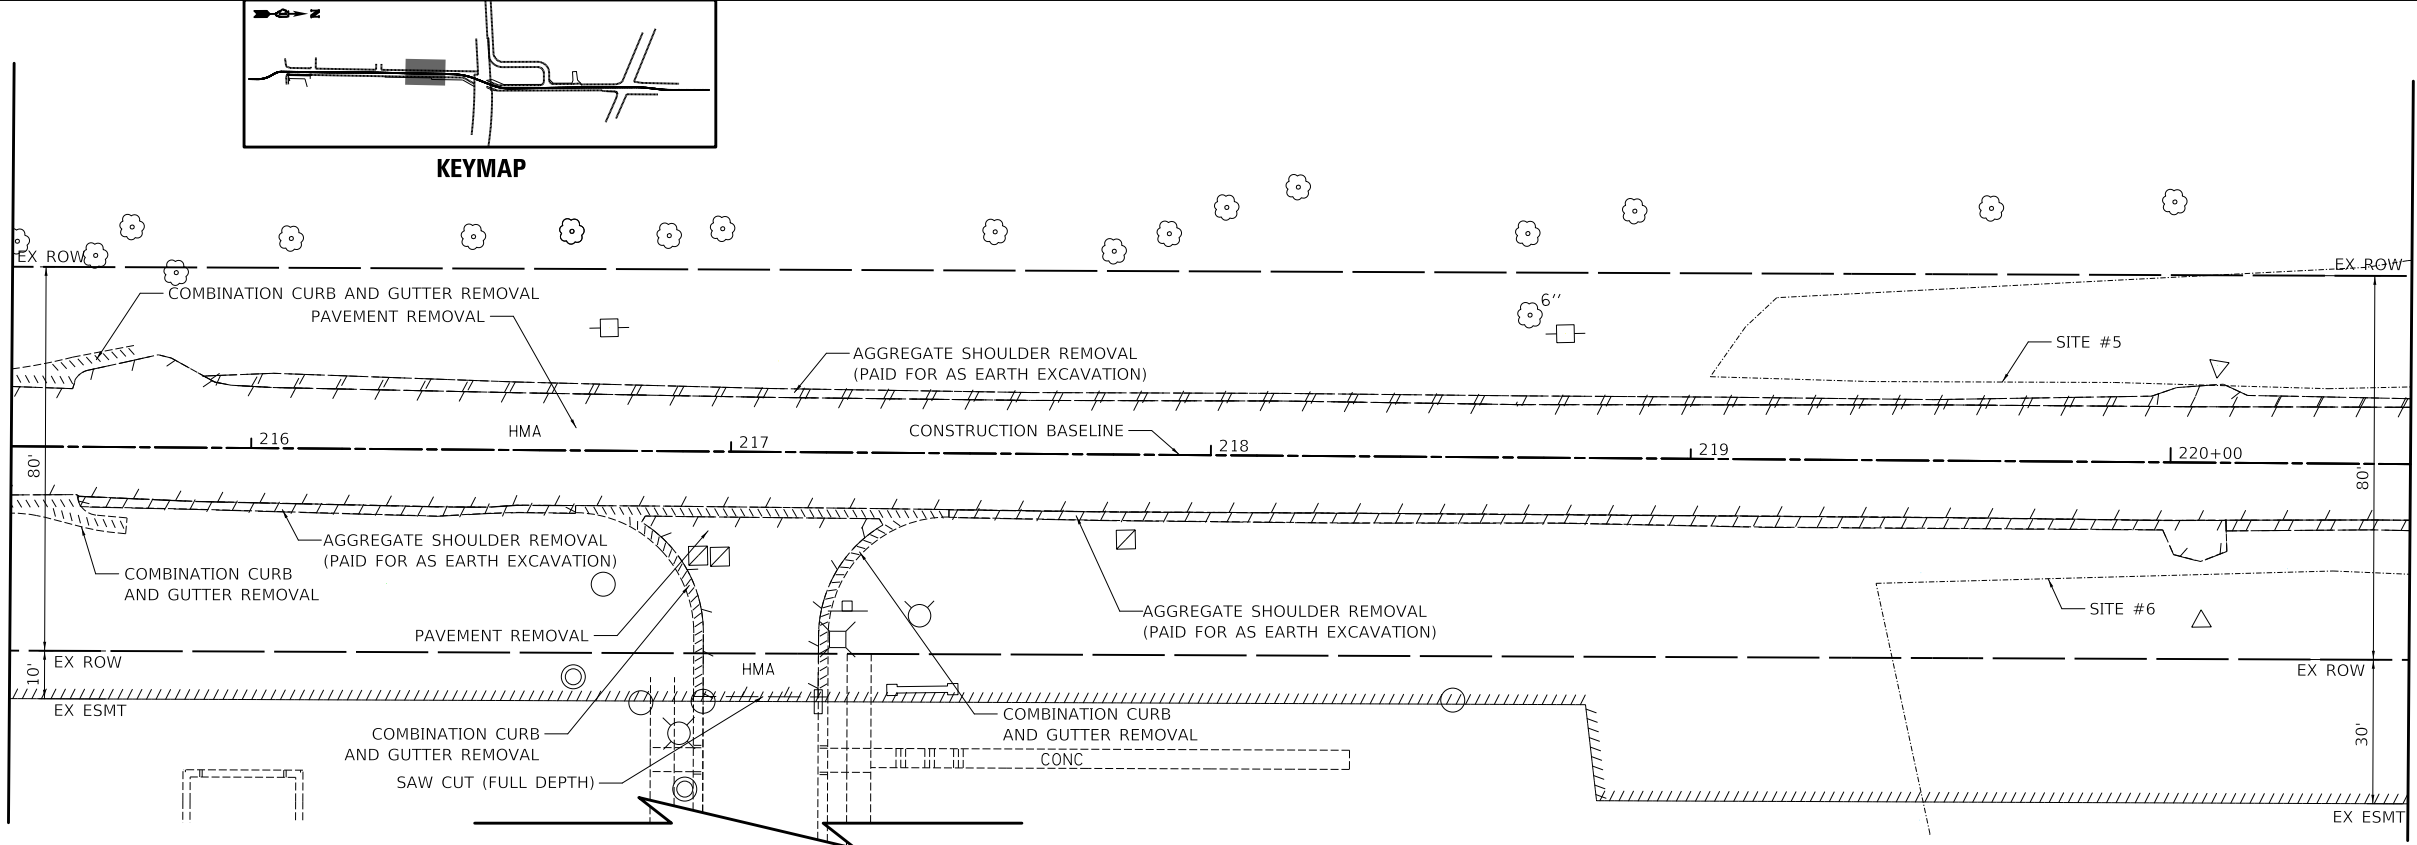 N
KEYMAP
EX ROW
EX ROW
COMBINATION CURB AND GUTTER REMOVAL
PAVEMENT REMOVAL
6''
SITE #5
AGGREGATE SHOULDER REMOVAL
(PAID FOR AS EARTH EXCAVATION)
216
HMA
217
CONSTRUCTION BASELINE
218
219
220+00
80'
80'
AGGREGATE SHOULDER REMOVAL
(PAID FOR AS EARTH EXCAVATION)
COMBINATION CURB
AND GUTTER REMOVAL
AGGREGATE SHOULDER REMOVAL
(PAID FOR AS EARTH EXCAVATION)
SITE #6
PAVEMENT REMOVAL
EX ROW
HMA
EX ROW
10'
EX ESMT
COMBINATION CURB
AND GUTTER REMOVAL
COMBINATION CURB
AND GUTTER REMOVAL
30'
CONC
SAW CUT (FULL DEPTH)
EX ESMT